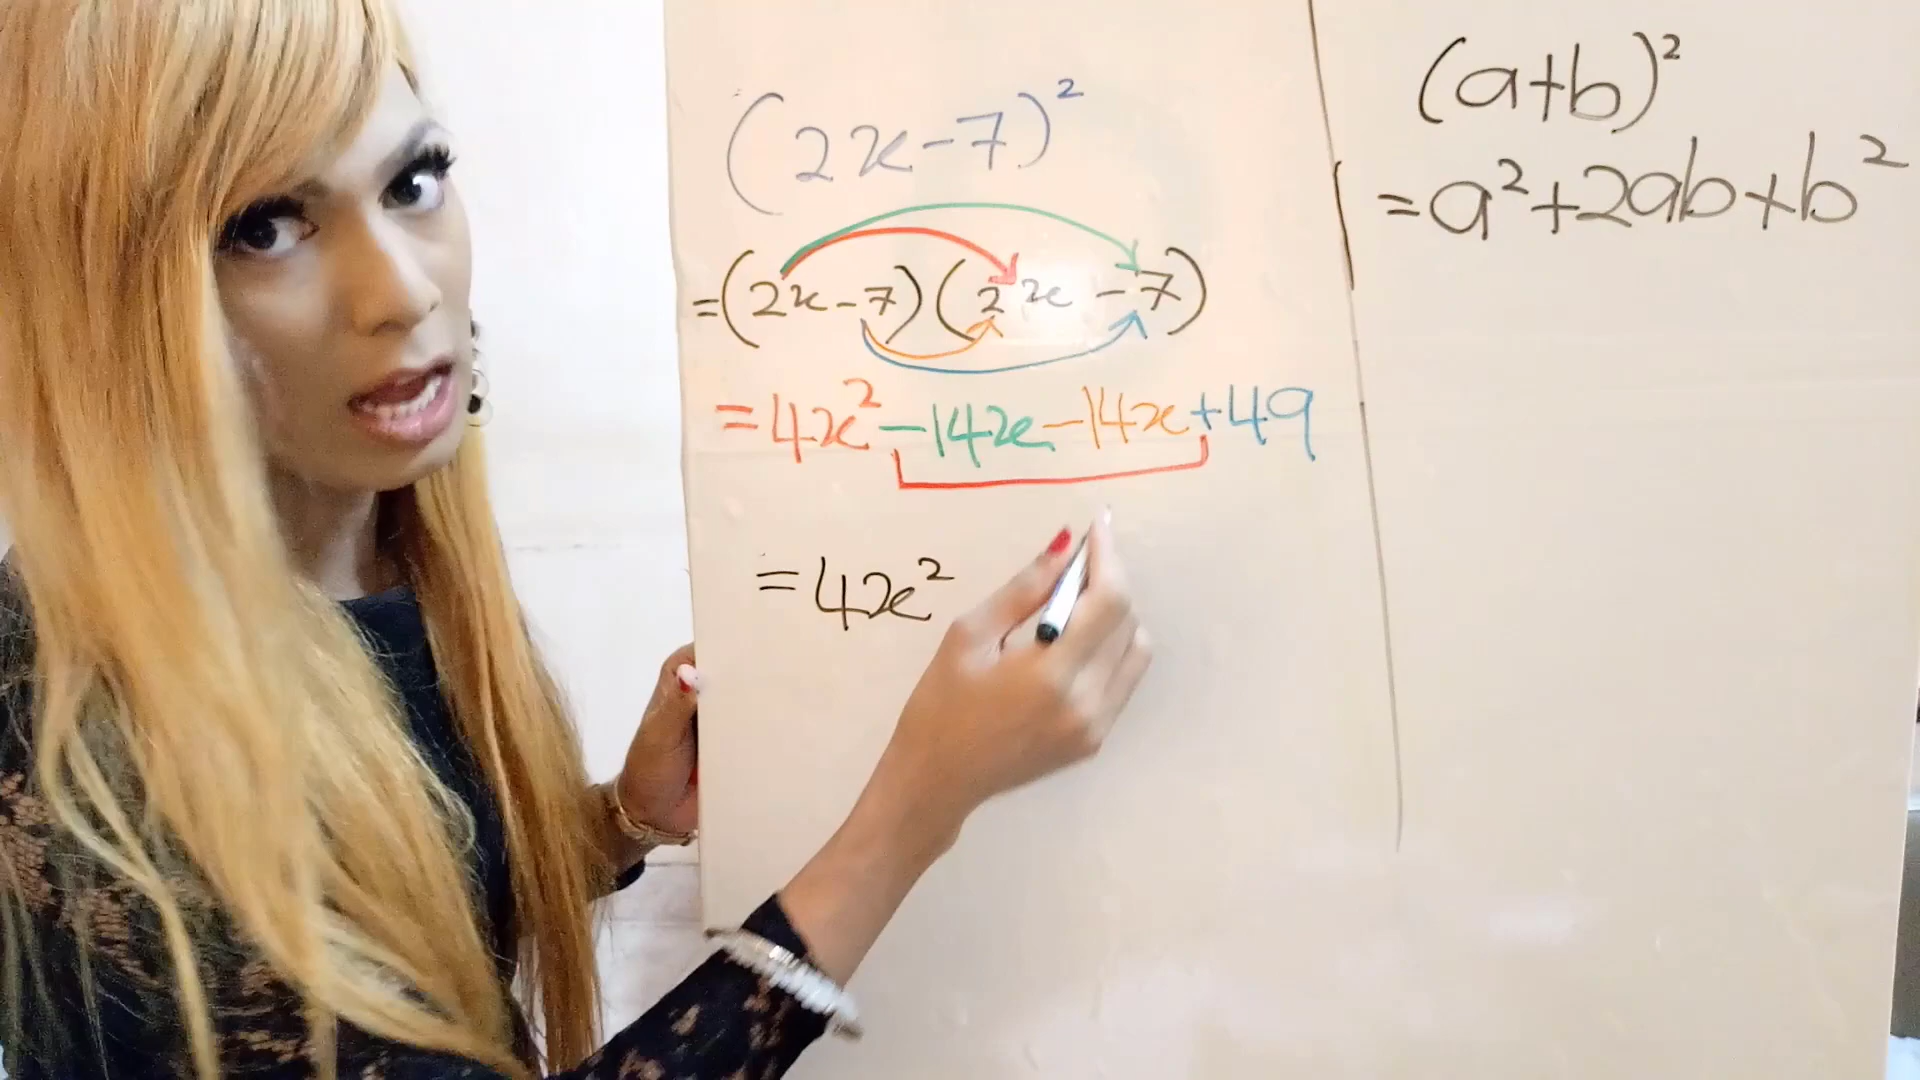 (2x-7)²
=(2x-7)(2x-7)
=4x²-14x-14x+49
=4x²
(a+b)²
=a²+2ab+b²